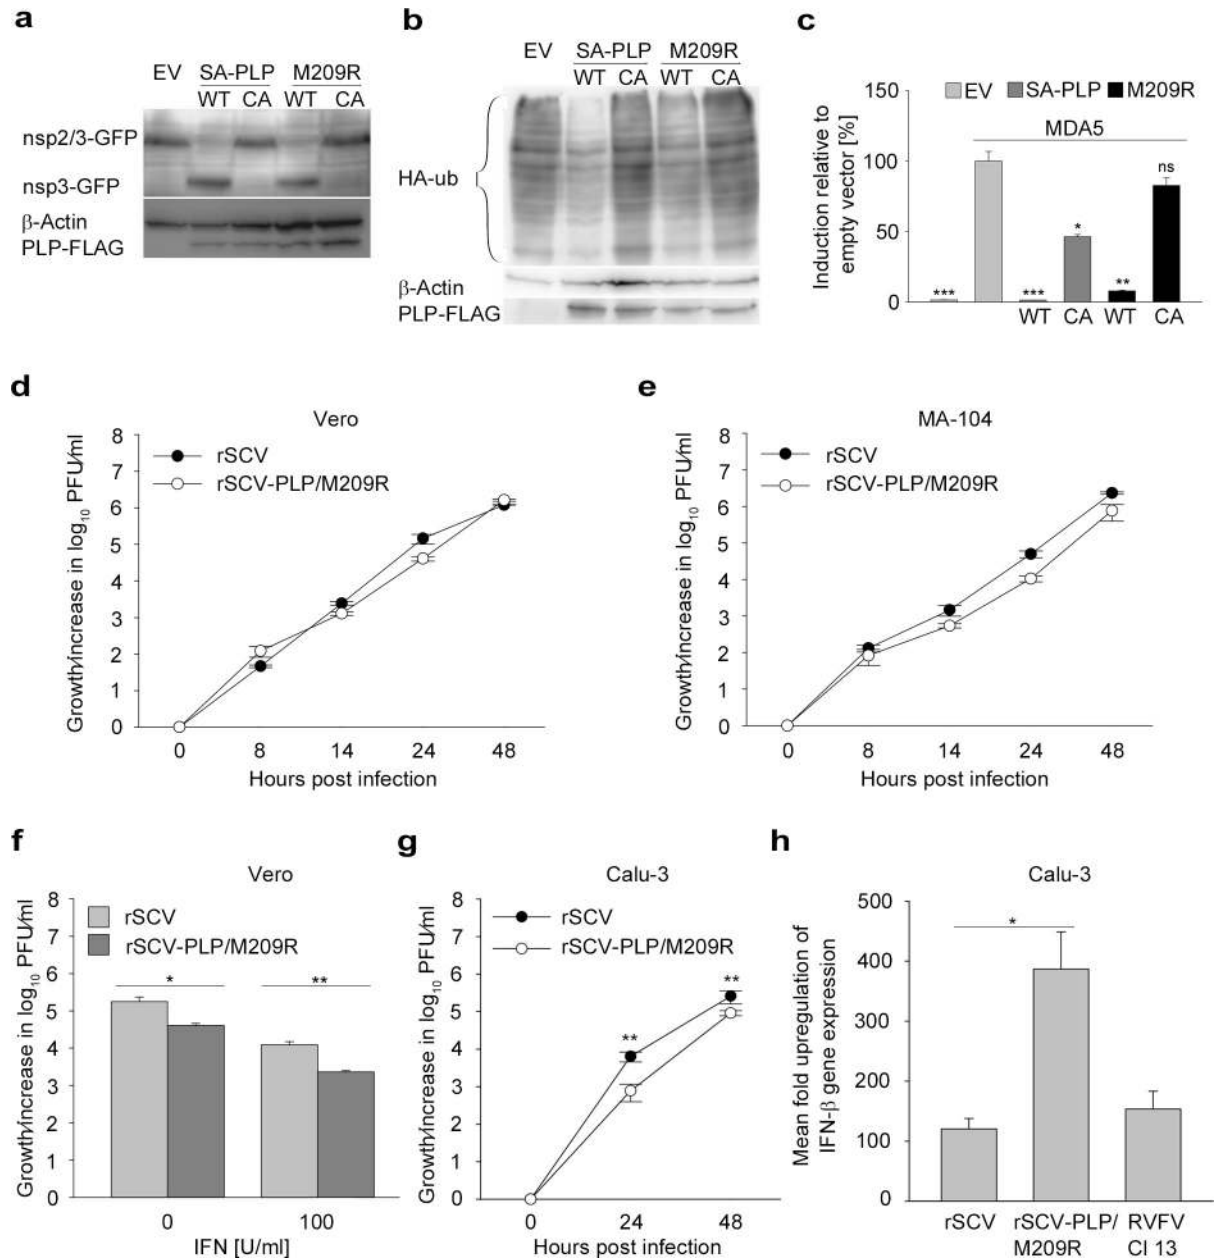 a
EV SA-PLP M209R
WT CA WT CA
nsp2/3-GFP
nsp3-GFP
β-Actin
PLP-FLAG
b
EV SA-PLP M209R
WT CA WT CA
HA-ub
β-Actin
PLP-FLAG
c
Induction relative to
empty vector [%]
150
100
50
0
EV SA-PLP M209R
MDA5
*** *** * ** ns
WT CA WT CA
d
Vero
Growth/increase in log10 PFU/ml
8
7
6
5
4
3
2
1
0
rSCV
rSCV-PLP/M209R
0 8 14 24 48
Hours post infection
e
MA-104
Growth/increase in log10 PFU/ml
8
7
6
5
4
3
2
1
0
rSCV
rSCV-PLP/M209R
0 8 14 24 48
Hours post infection
f
Vero
Growth/increase in log10 PFU/ml
8
7
6
5
4
3
2
1
0
rSCV
rSCV-PLP/M209R
* **
0 100
IFN [U/ml]
g
Calu-3
Growth/increase in log10 PFU/ml
8
7
6
5
4
3
2
1
0
rSCV
rSCV-PLP/M209R
** **
0 24 48
Hours post infection
h
Calu-3
Mean fold upregulation of
IFN-β gene expression
500
400
300
200
100
0
*
rSCV rSCV-PLP/ RVFV
M209R Cl 13